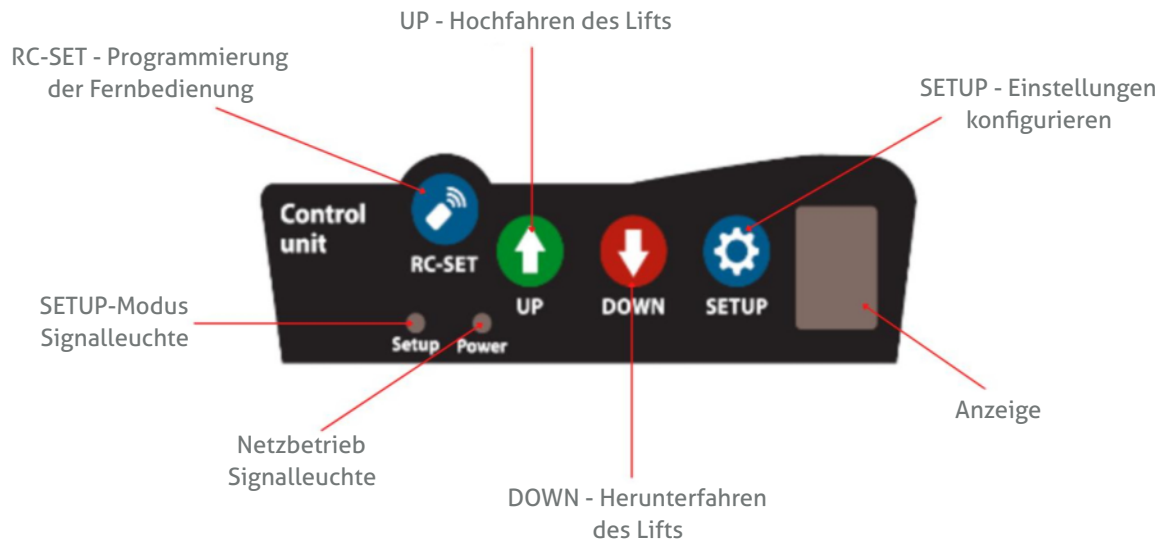 UP - Hochfahren des Lifts
RC-SET - Programmierung
der Fernbedienung
SETUP - Einstellungen
konfigurieren
Control
unit
RC-SET
UP
DOWN
SETUP
SETUP-Modus
Signalleuchte
Setup
Power
Anzeige
Netzbetrieb
Signalleuchte
DOWN - Herunterfahren
des Lifts